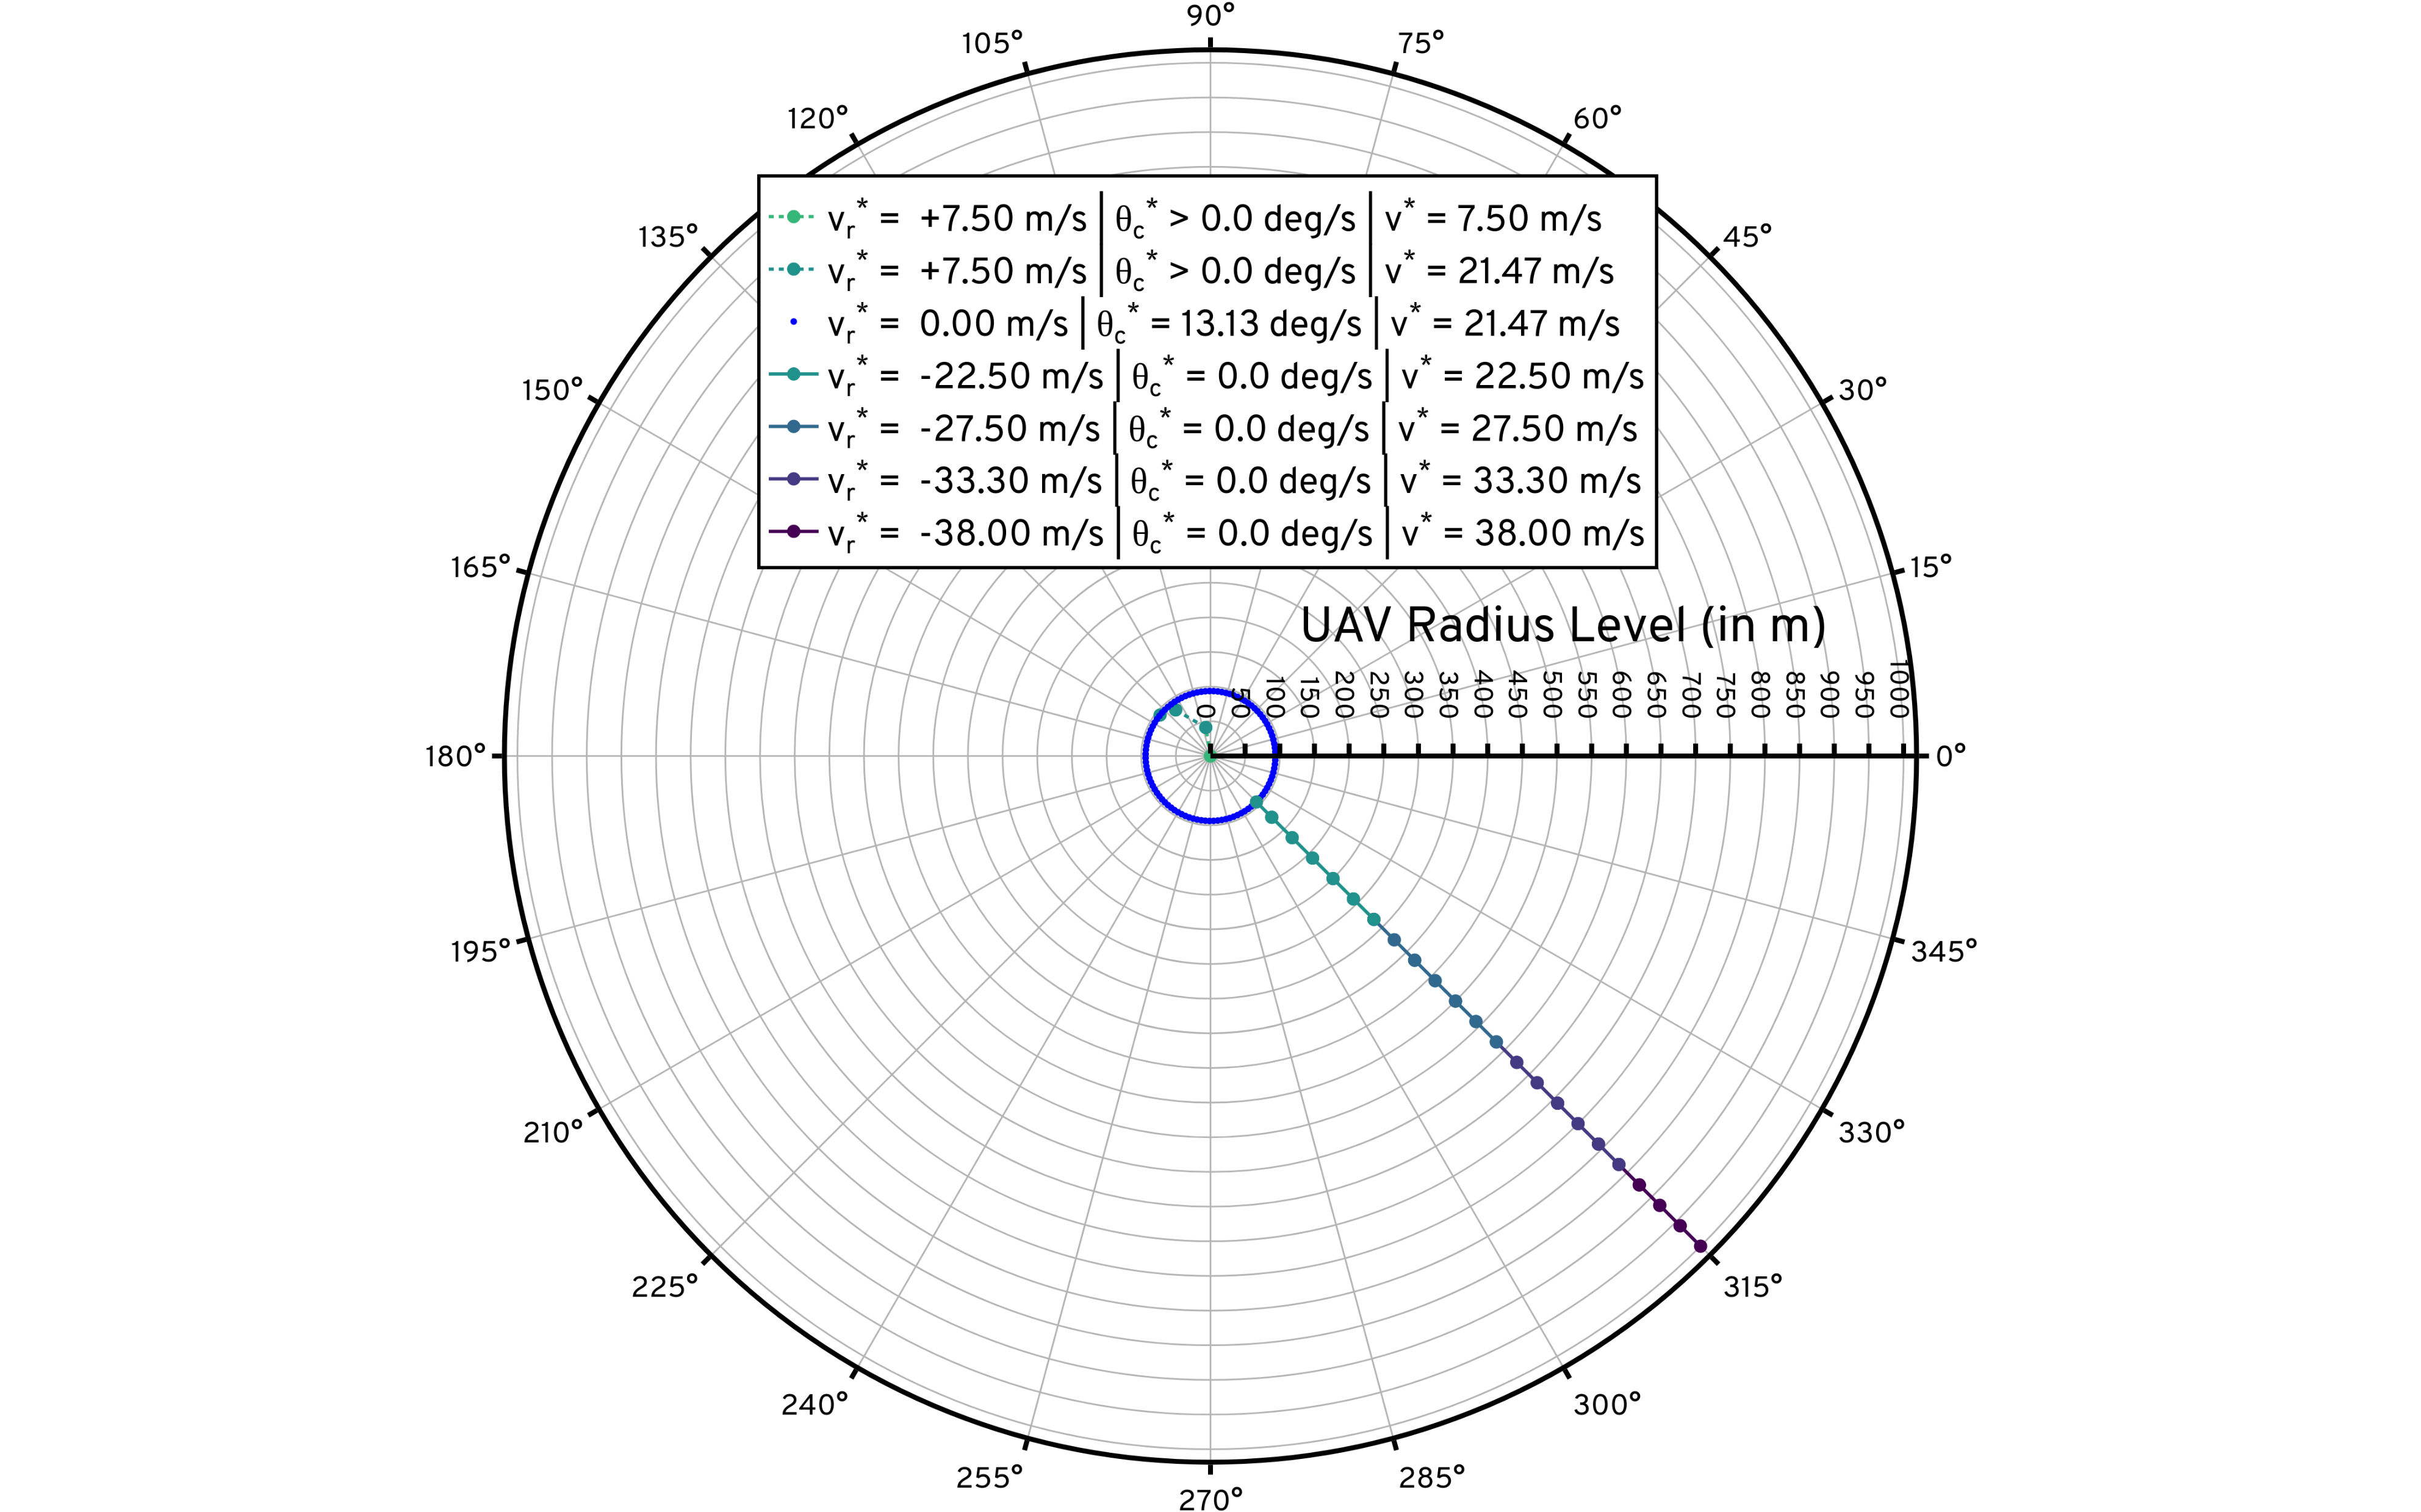 90°
105° 75°
120° 60°
135° 45°
v_r^* = +7.50 m/s | θ_c^* > 0.0 deg/s | v^* = 7.50 m/s
v_r^* = +7.50 m/s | θ_c^* > 0.0 deg/s | v^* = 21.47 m/s
v_r^* = 0.00 m/s | θ_c^* = 13.13 deg/s | v^* = 21.47 m/s
v_r^* = -22.50 m/s | θ_c^* = 0.0 deg/s | v^* = 22.50 m/s
v_r^* = -27.50 m/s | θ_c^* = 0.0 deg/s | v^* = 27.50 m/s
v_r^* = -33.30 m/s | θ_c^* = 0.0 deg/s | v^* = 33.30 m/s
v_r^* = -38.00 m/s | θ_c^* = 0.0 deg/s | v^* = 38.00 m/s
150° 30°
165° 15°
UAV Radius Level (in m)
0 50 100 150 200 250 300 350 400 450 500 550 600 650 700 750 800 850 900 950 1000
180° 0°
195° 345°
210° 330°
225° 315°
240° 300°
255° 285°
270°